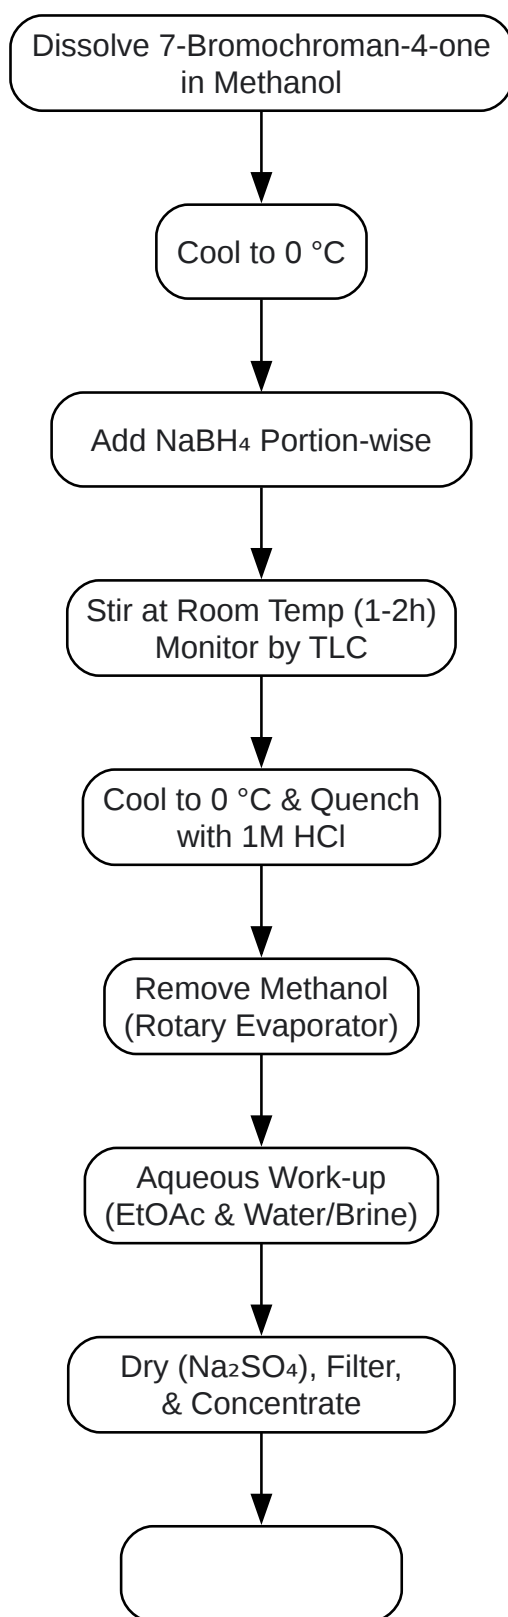 Dissolve 7-Bromochroman-4-one
in Methanol
Cool to 0 °C
Add NaBH₄ Portion-wise
Stir at Room Temp (1-2h)
Monitor by TLC
Cool to 0 °C & Quench
with 1M HCl
Remove Methanol
(Rotary Evaporator)
Aqueous Work-up
(EtOAc & Water/Brine)
Dry (Na₂SO₄), Filter,
& Concentrate